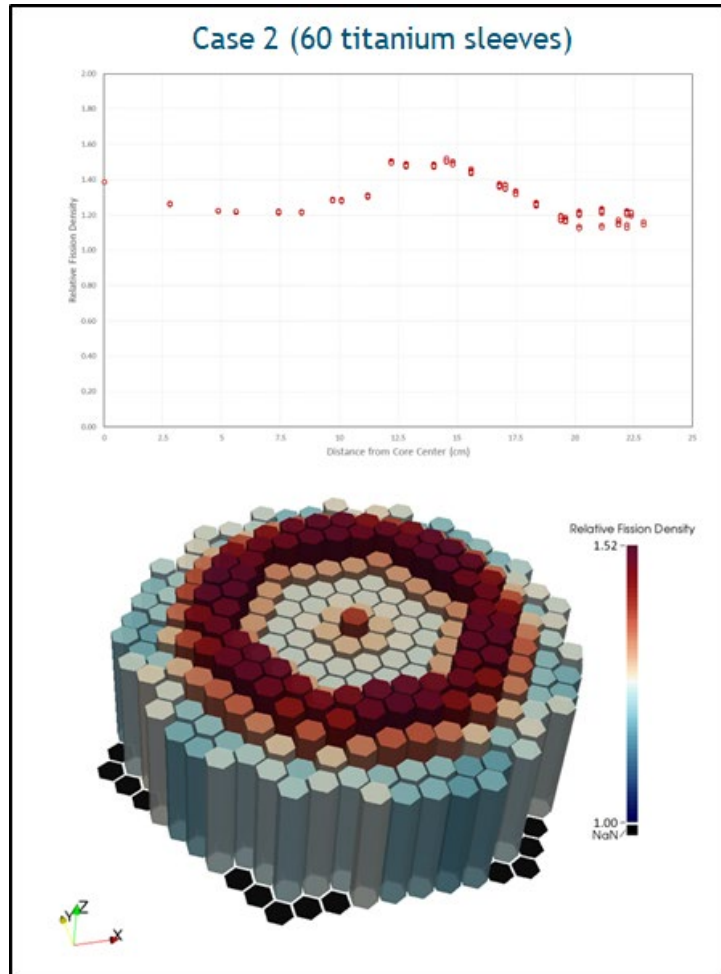 Case 2 (60 titanium sleeves)
2.00
1.80
1.60
1.40
1.20
1.00
0.80
0.60
0.40
0.20
0.00
Relative Fission Density
0 2.5 5 7.5 10 12.5 15 17.5 20 22.5 25
Distance from Core Center (cm)
Relative Fission Density
1.52
1.00
NaN
Y Z X